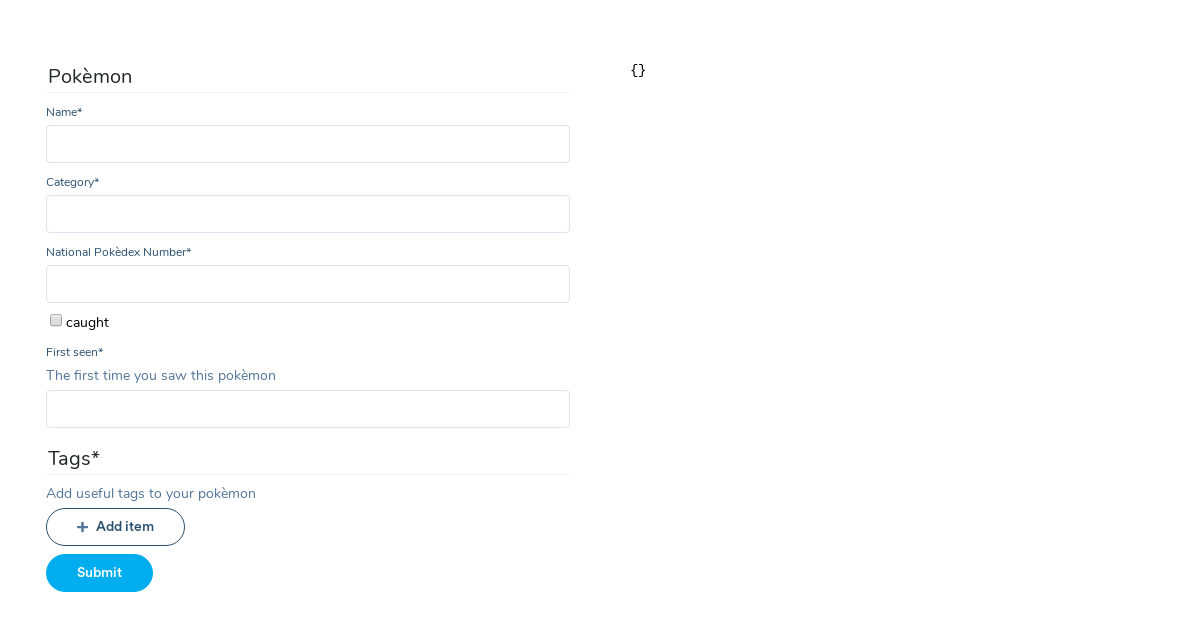 Pokèmon
Name*
Category*
National Pokèdex Number*
caught
First seen*
The first time you saw this pokèmon
Tags*
Add useful tags to your pokèmon
+ Add item
Submit
{}